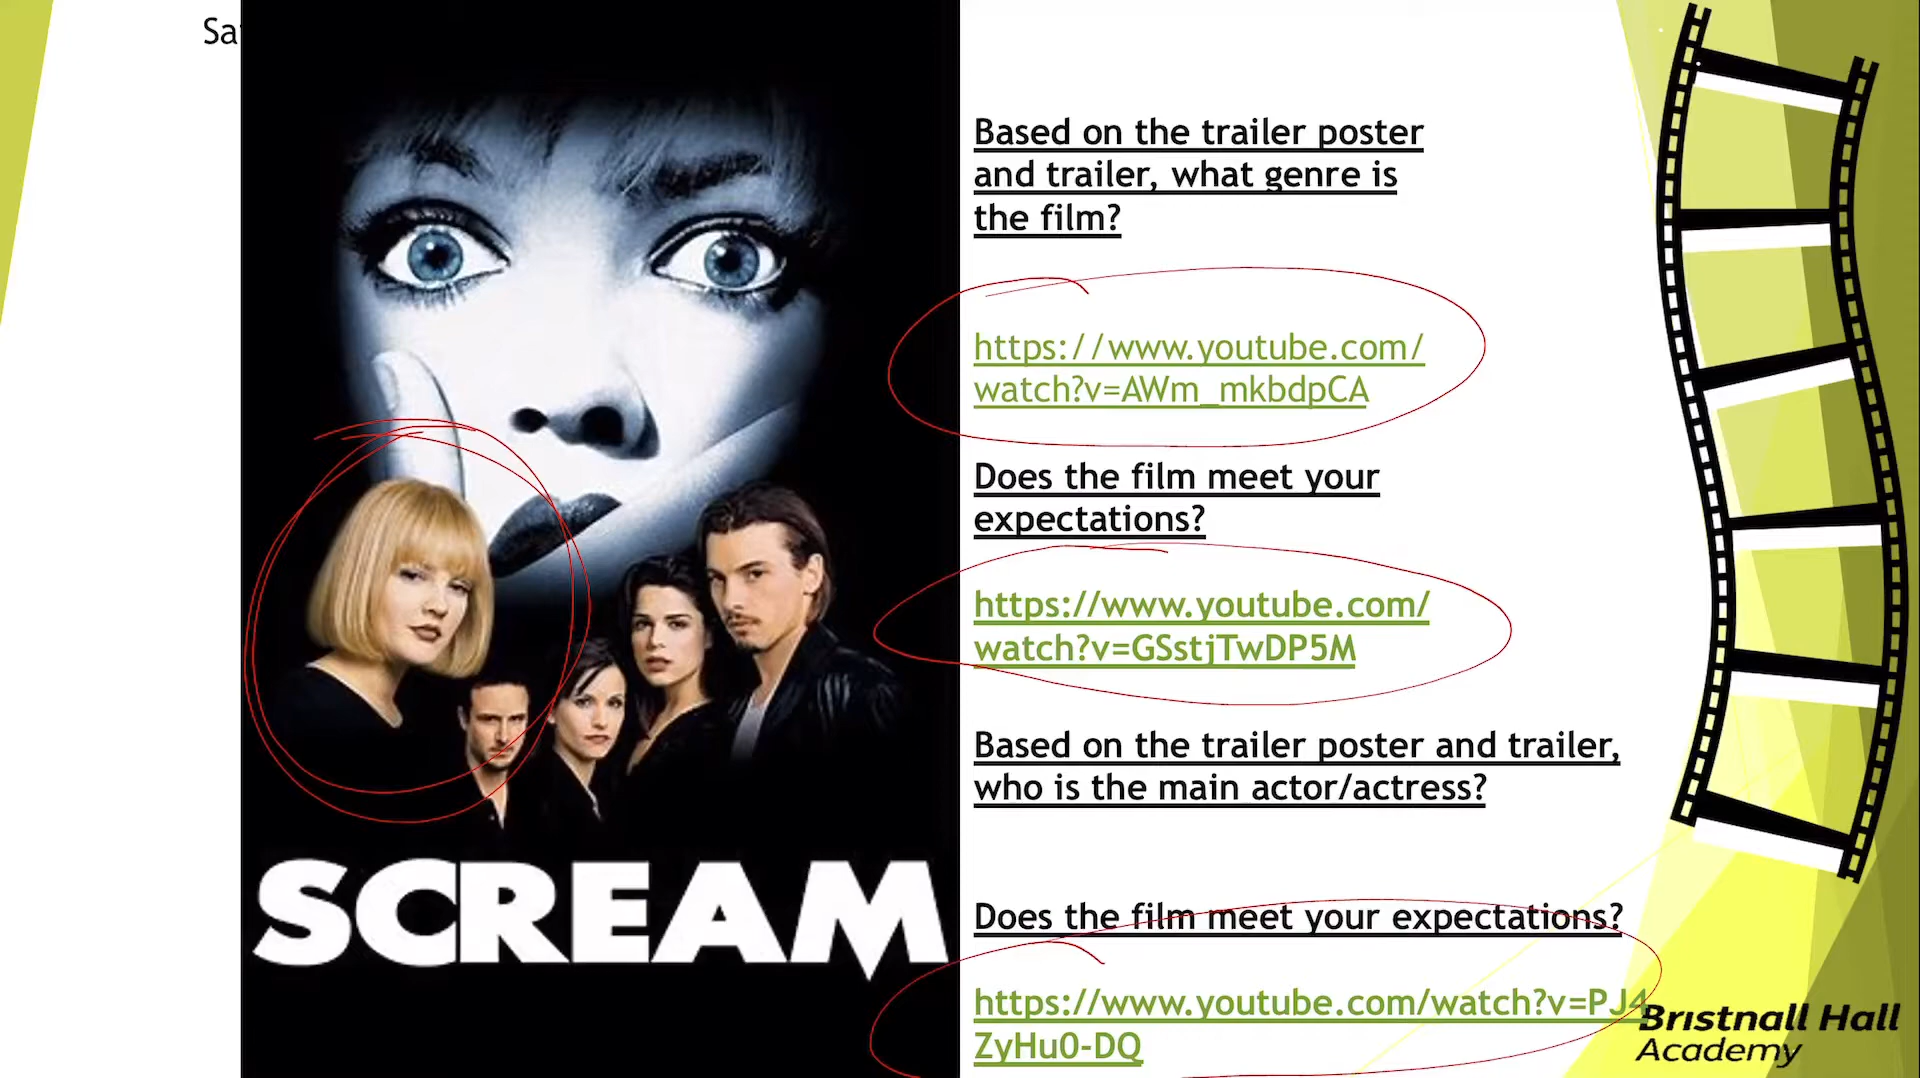 Sa
SCREAM
Based on the trailer poster
and trailer, what genre is
the film?
https://www.youtube.com/
watch?v=AWm_mkbdpCA
Does the film meet your
expectations?
https://www.youtube.com/
watch?v=GSstjTwDP5M
Based on the trailer poster and trailer,
who is the main actor/actress?
Does the film meet your expectations?
https://www.youtube.com/watch?v=PJ4
ZyHu0-DQ
Bristnall Hall
Academy